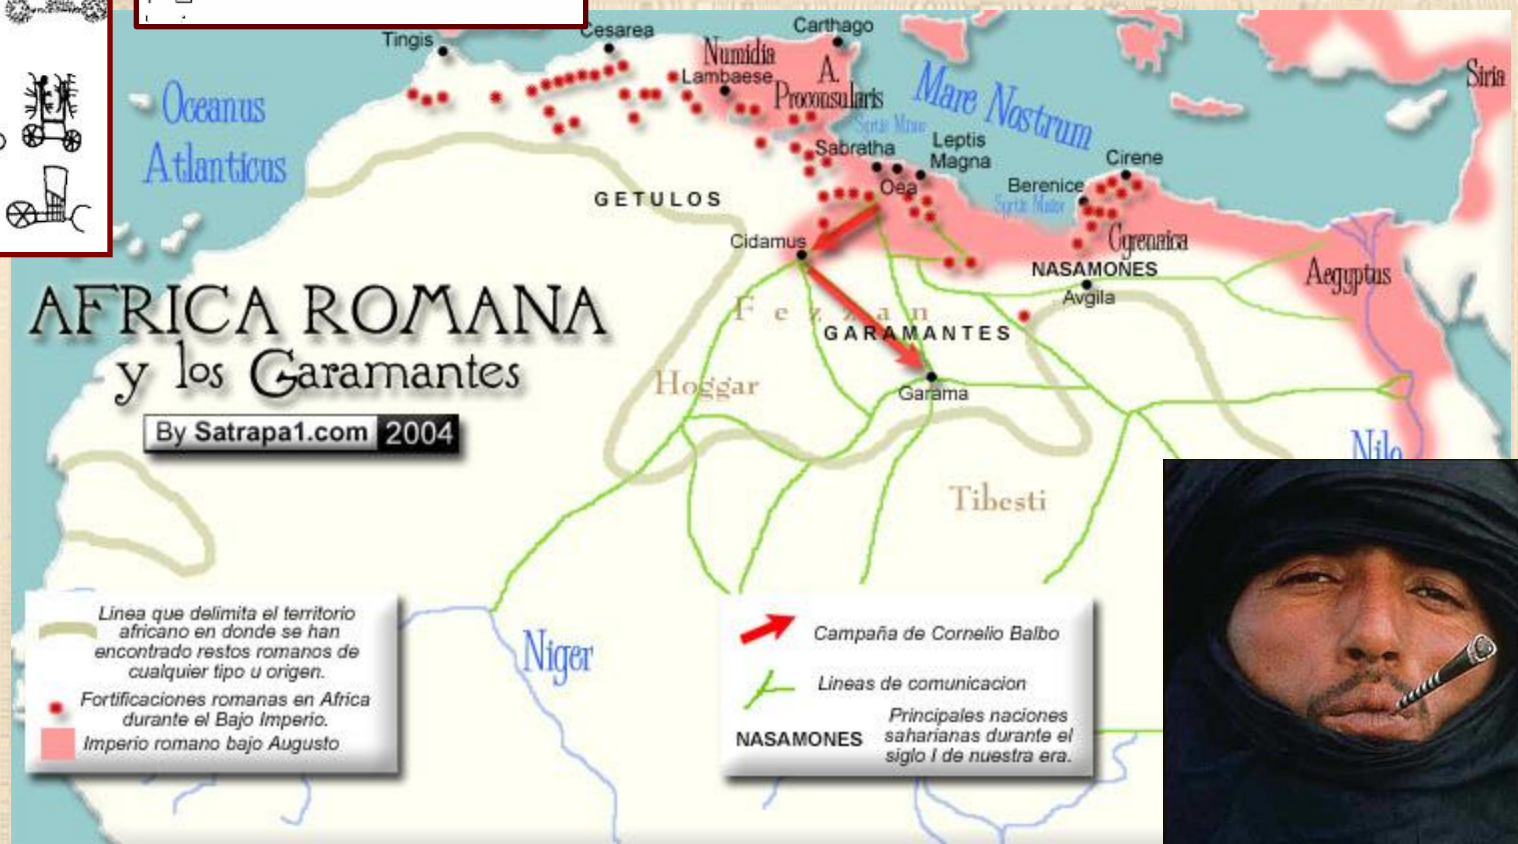 Tingis
Cesarea
Carthago
Numidia
Lambaese
A.
Proconsularis
Mare Nostrum
Siria
Oceanus
Atlanticus
Syrtis Minor
Sabratha
Leptis
Magna
Oea
Cirene
Berenice
Syrtis Maior
Cyrenaica
GETULOS
Cidamus
NASAMONES
Avgila
Aegyptus
AFRICA ROMANA
y los Garamantes
By Satrapa1.com 2004
Fezzan
GARAMANTES
Hoggar
Garama
Nilo
Tibesti
Niger
Linea que delimita el territorio
africano en donde se han
encontrado restos romanos de
cualquier tipo u origen.
Fortificaciones romanas en Africa
durante el Bajo Imperio.
Imperio romano bajo Augusto
Campaña de Cornelio Balbo
Lineas de comunicacion
NASAMONES
Principales naciones
saharianas durante el
siglo I de nuestra era.